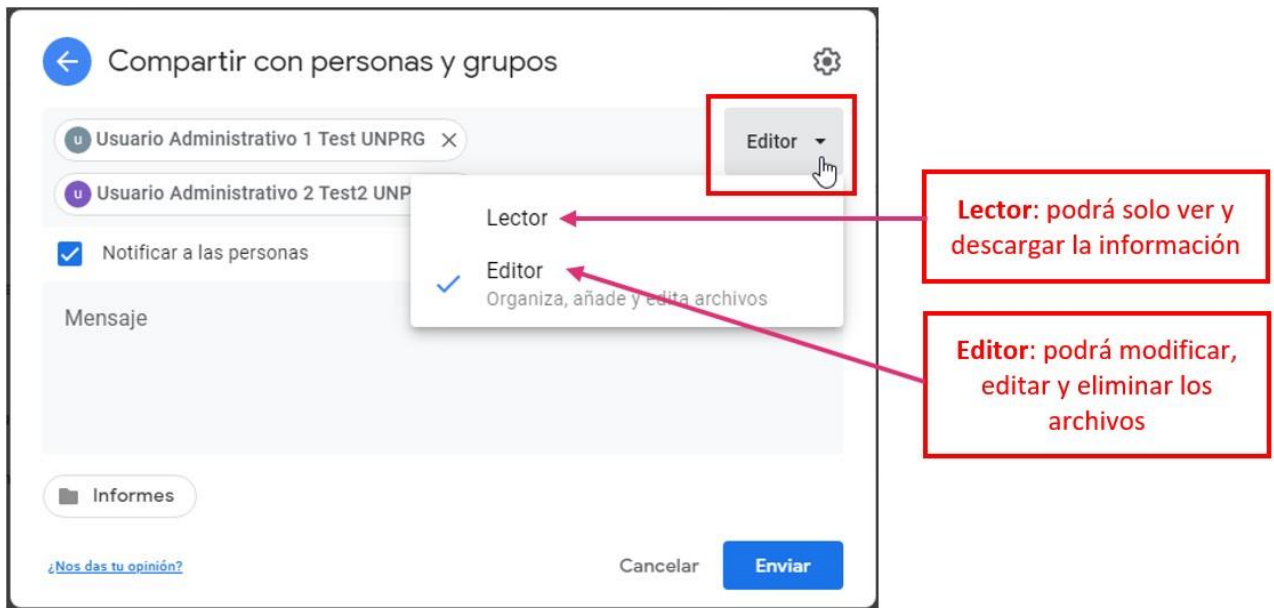 Compartir con personas y grupos
u Usuario Administrativo 1 Test UNPRG
Editor
u Usuario Administrativo 2 Test2 UNP
Lector
Notificar a las personas
Editor
Organiza, añade y edita archivos
Mensaje
Informes
¿Nos das tu opinión?
Cancelar
Enviar
Lector: podrá solo ver y
descargar la información
Editor: podrá modificar,
editar y eliminar los
archivos